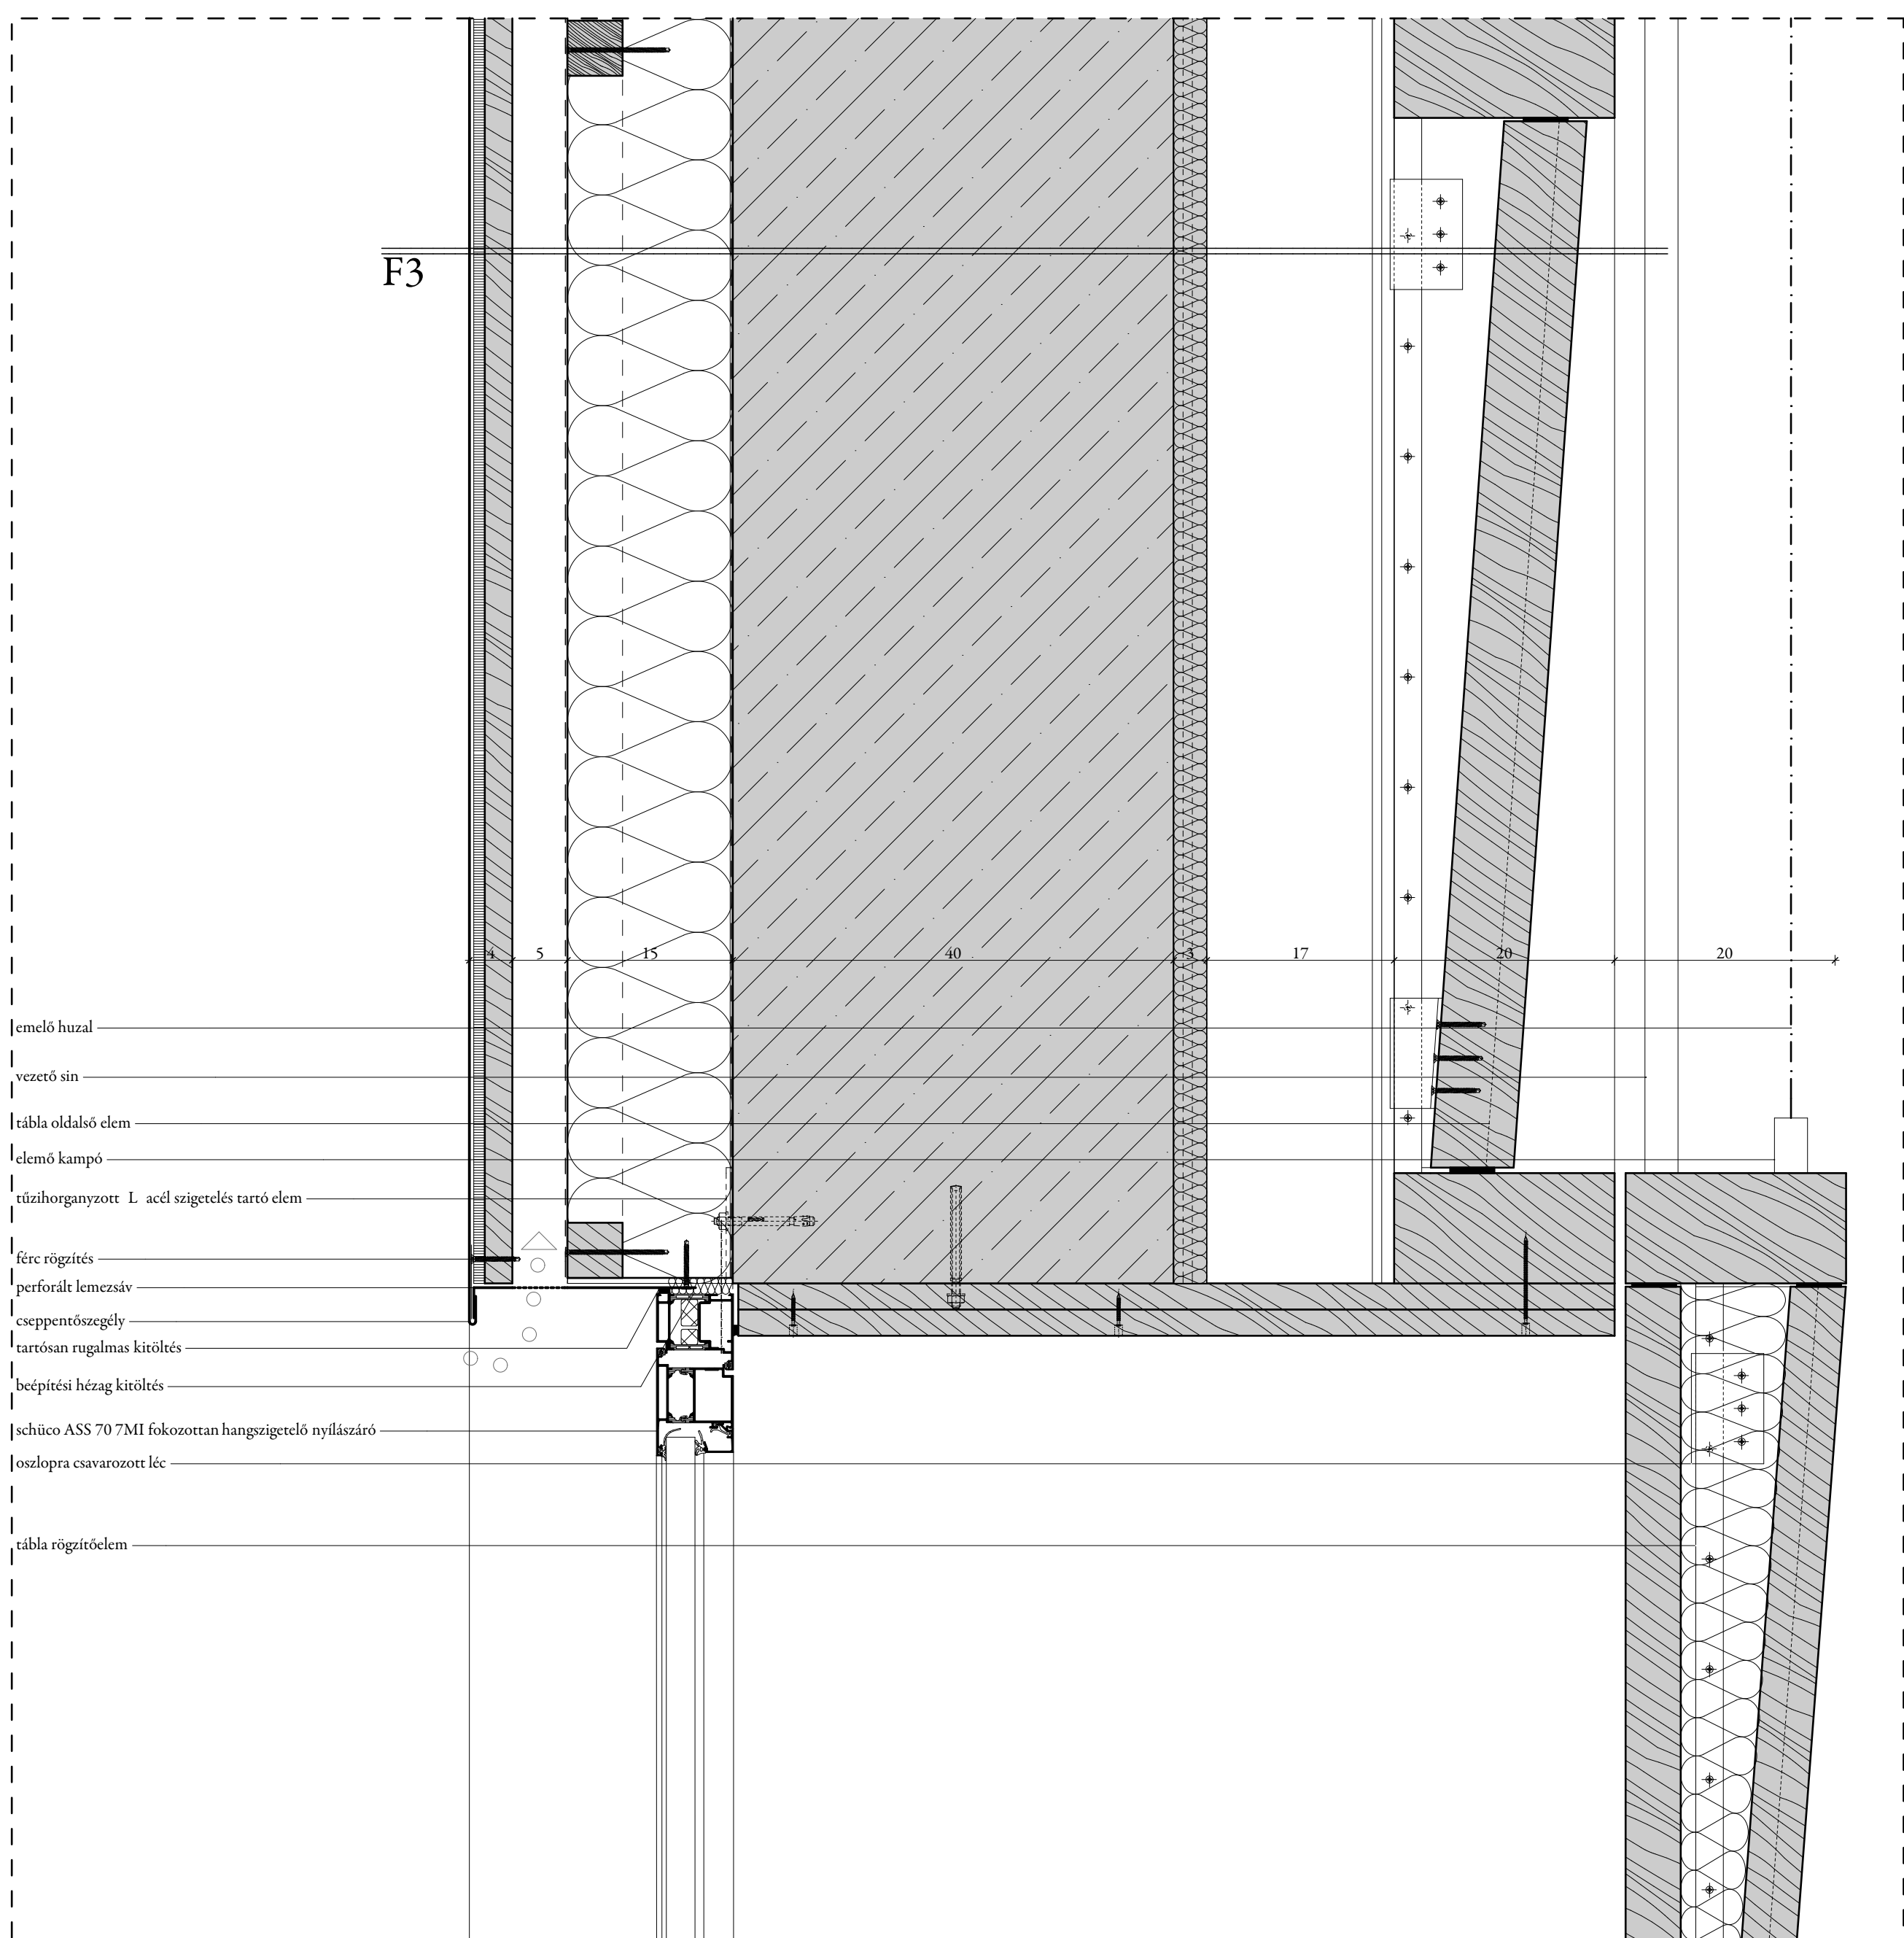 F3
4 5 15 40 3 17 20 20
emelő huzal
vezető sin
tábla oldalső elem
elemő kampó
tűzihorganyzott L acél szigetelés tartó elem
férc rögzítés
perforált lemezsáv
cseppentőszegély
tartósan rugalmas kitöltés
beépítési hézag kitöltés
schüco ASS 70 7MI fokozottan hangszigetelő nyílászáró
oszlopra csavarozott léc
tábla rögzítőelem